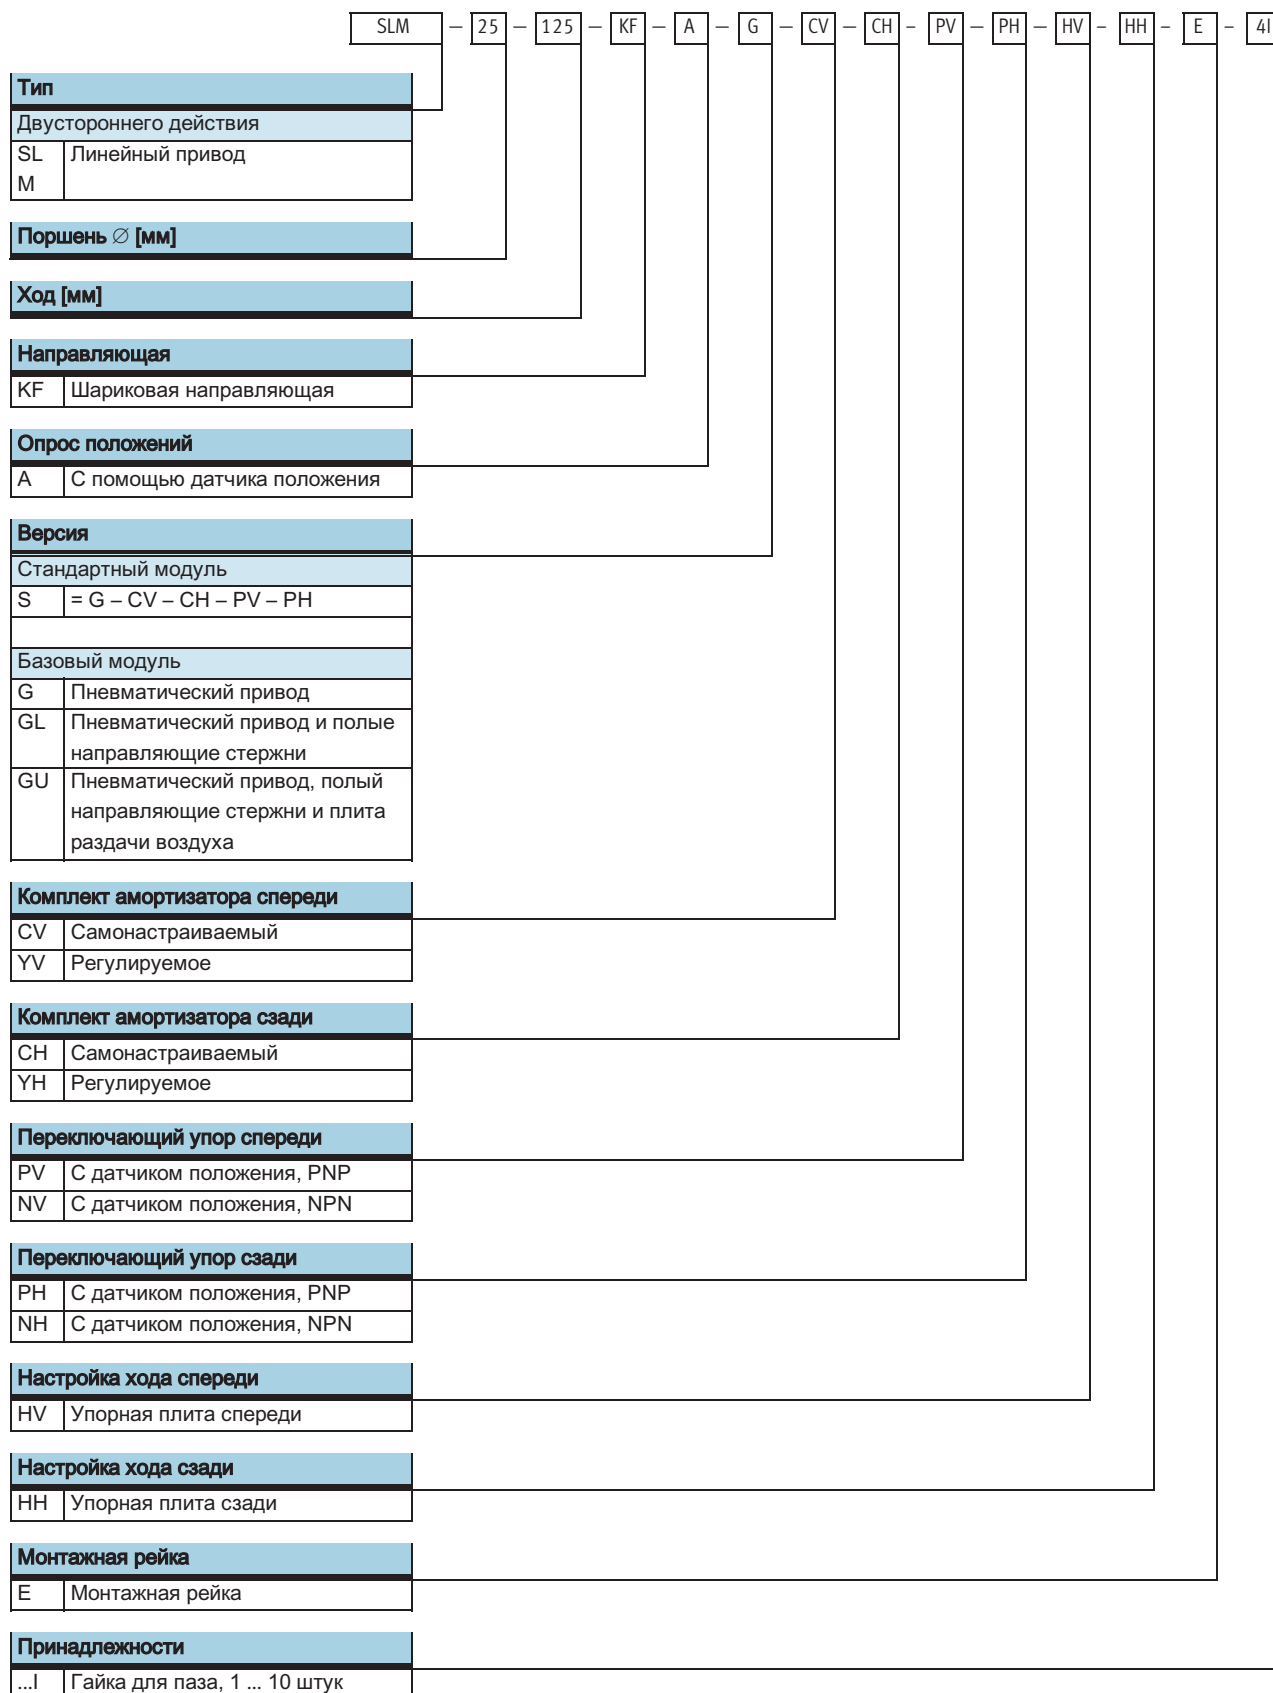 SLM – 25 – 125 – KF – A – G – CV – CH – PV – PH – HV – HH – E – 4I
Тип
Двустороннего действия
SL Линейный привод
M
Поршень ∅ [мм]
Ход [мм]
Направляющая
KF Шариковая направляющая
Опрос положений
A С помощью датчика положения
Версия
Стандартный модуль
S = G – CV – CH – PV – PH
Базовый модуль
G Пневматический привод
GL Пневматический привод и полые
направляющие стержни
GU Пневматический привод, полый
направляющие стержни и плита
раздачи воздуха
Комплект амортизатора спереди
CV Самонастраиваемый
YV Регулируемое
Комплект амортизатора сзади
CH Самонастраиваемый
YH Регулируемое
Переключающий упор спереди
PV С датчиком положения, PNP
NV С датчиком положения, NPN
Переключающий упор сзади
PH С датчиком положения, PNP
NH С датчиком положения, NPN
Настройка хода спереди
HV Упорная плита спереди
Настройка хода сзади
HH Упорная плита сзади
Монтажная рейка
E Монтажная рейка
Принадлежности
...I Гайка для паза, 1 ... 10 штук